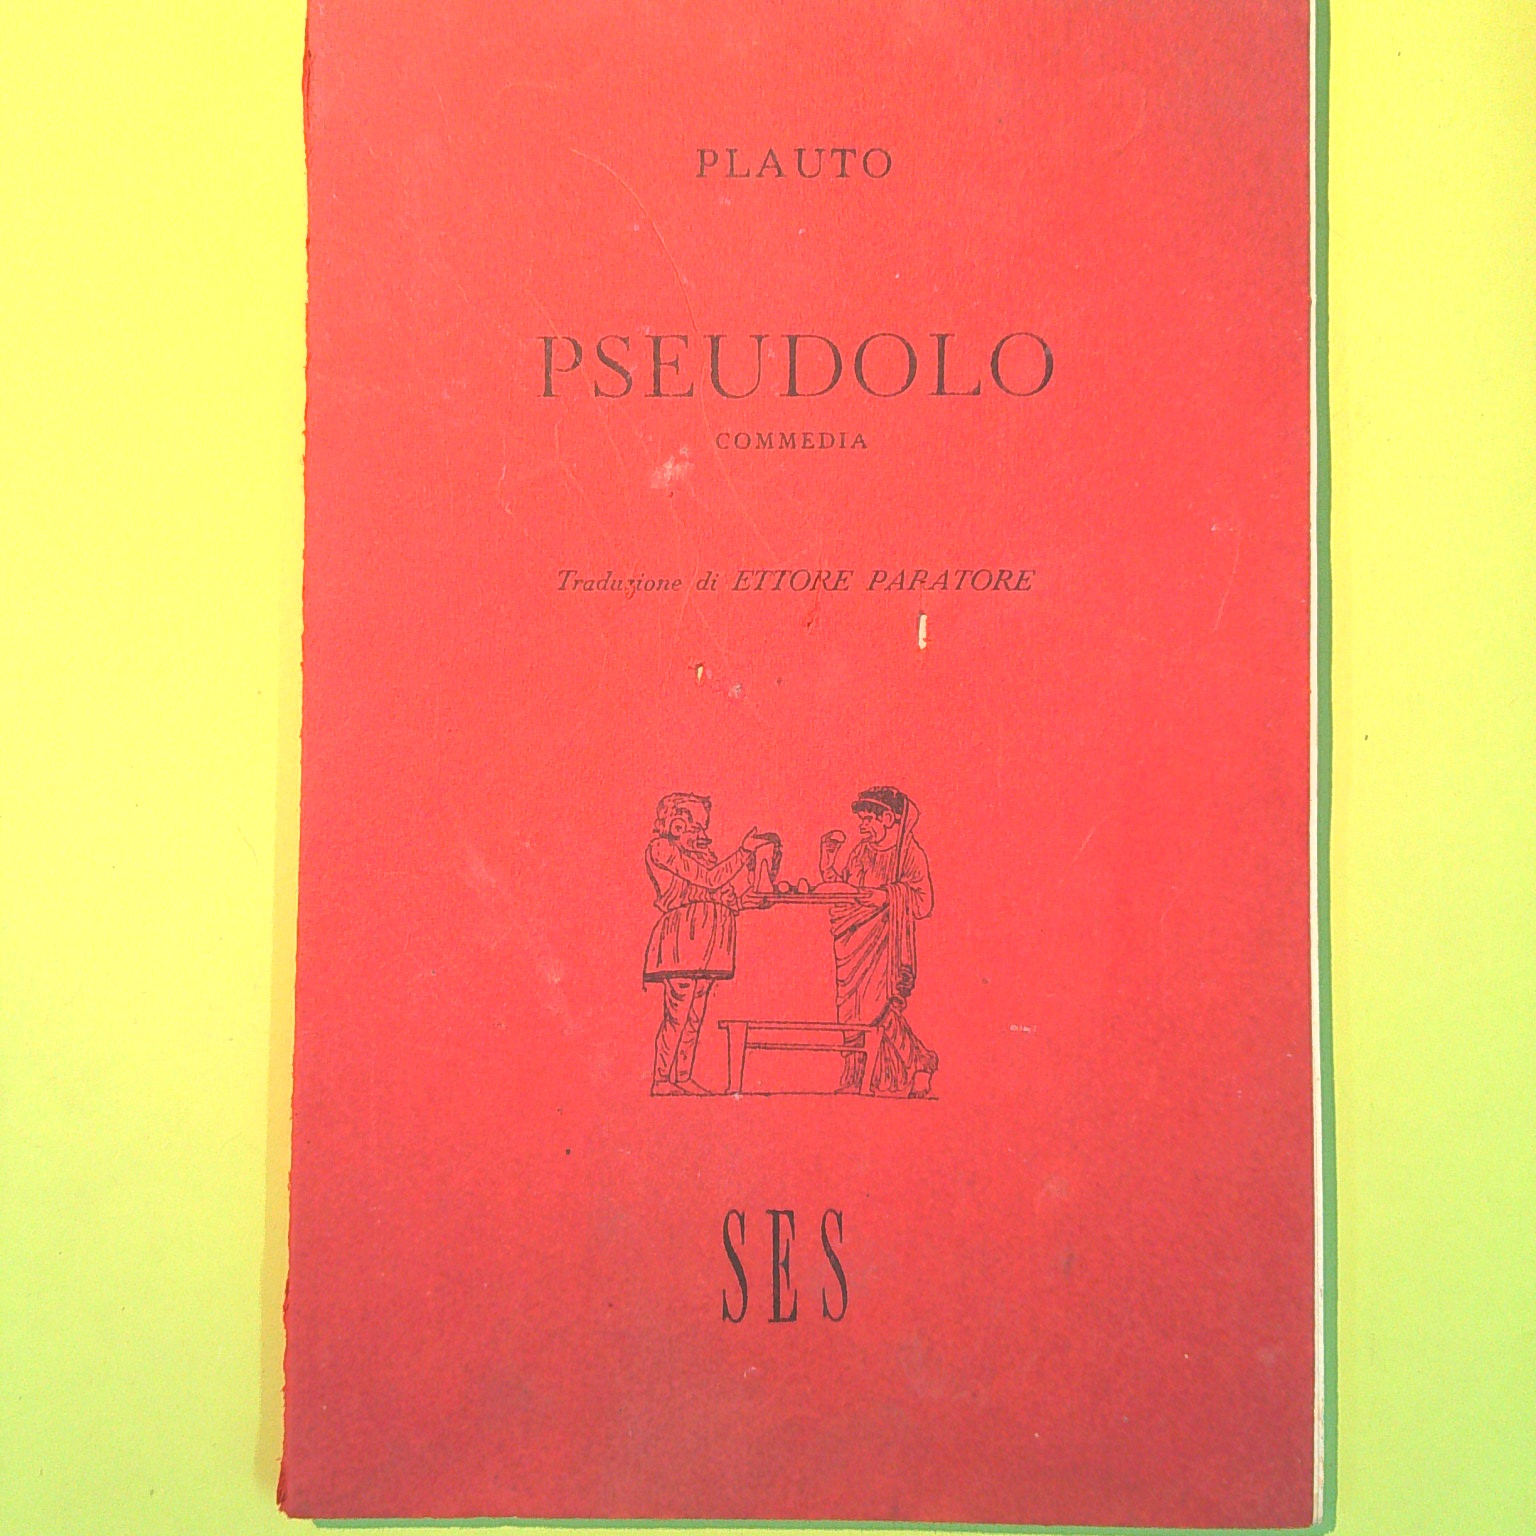 PLAUTO
PSEUDOLO
COMMEDIA
Traduzione di ETTORE PARATORE
SES